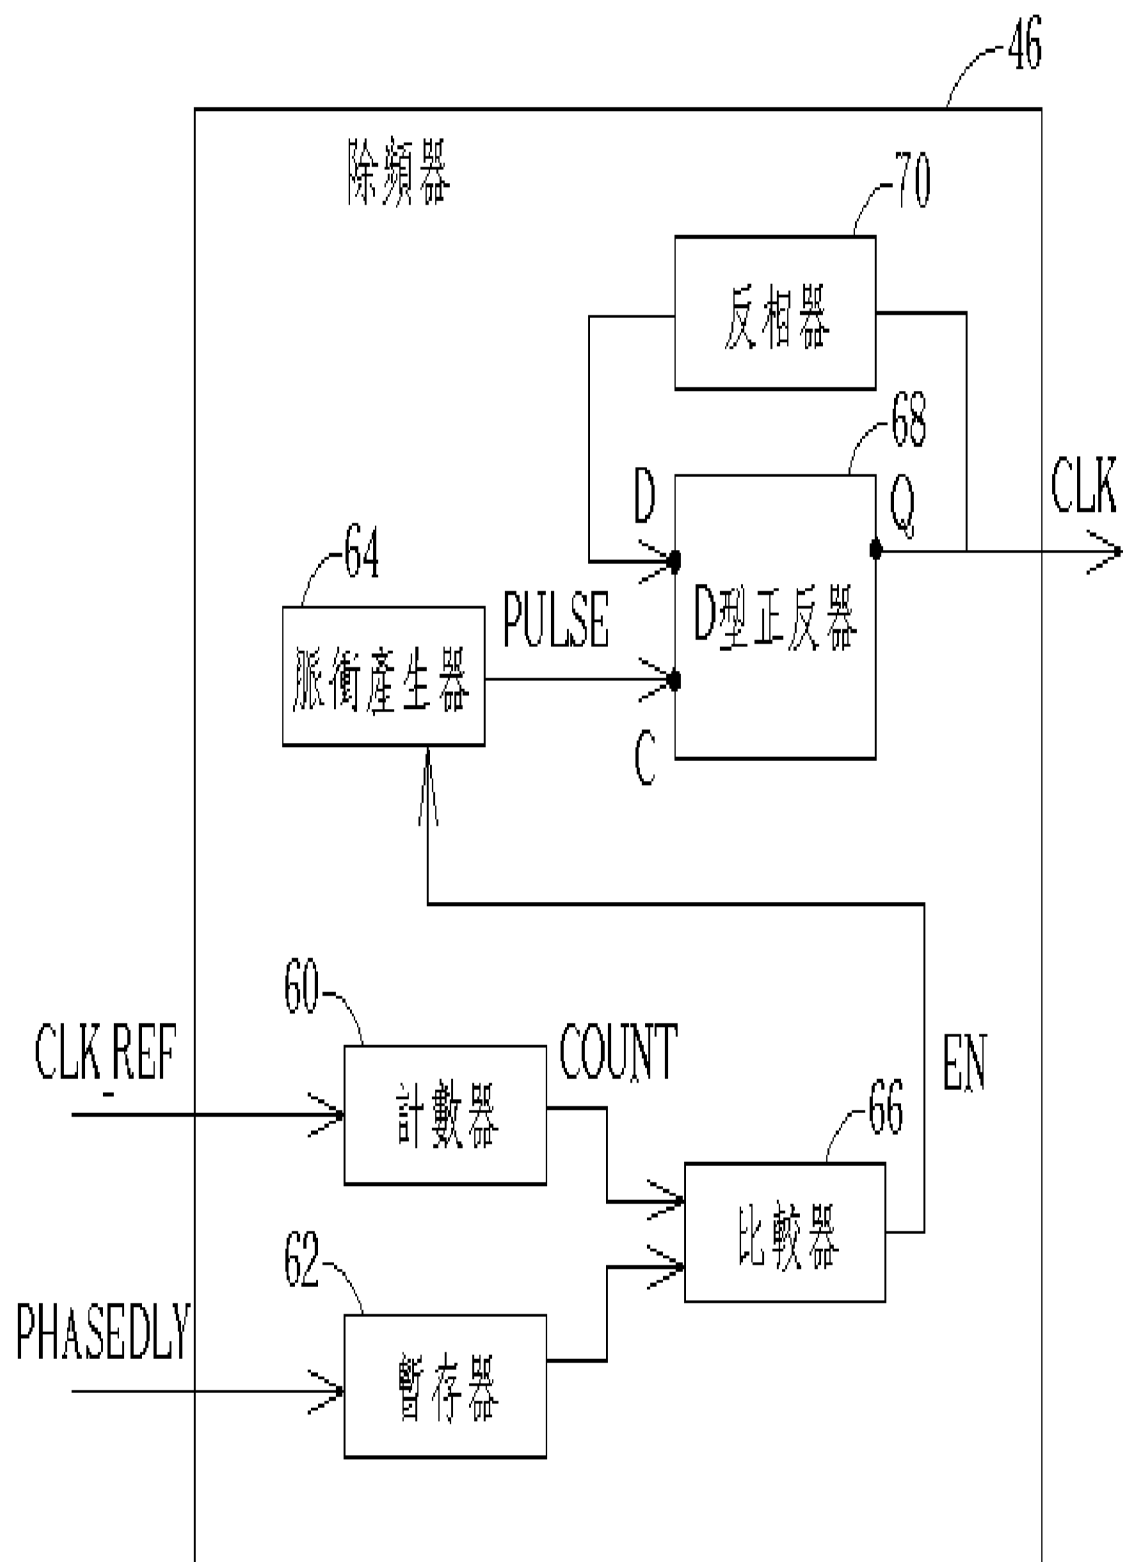 46
除頻器
70
反相器
68
D
Q
CLK
64
PULSE
D型正反器
脈衝產生器
C
60
CLK_REF
COUNT
EN
計數器
66
62
比較器
PHASEDLY
暫存器